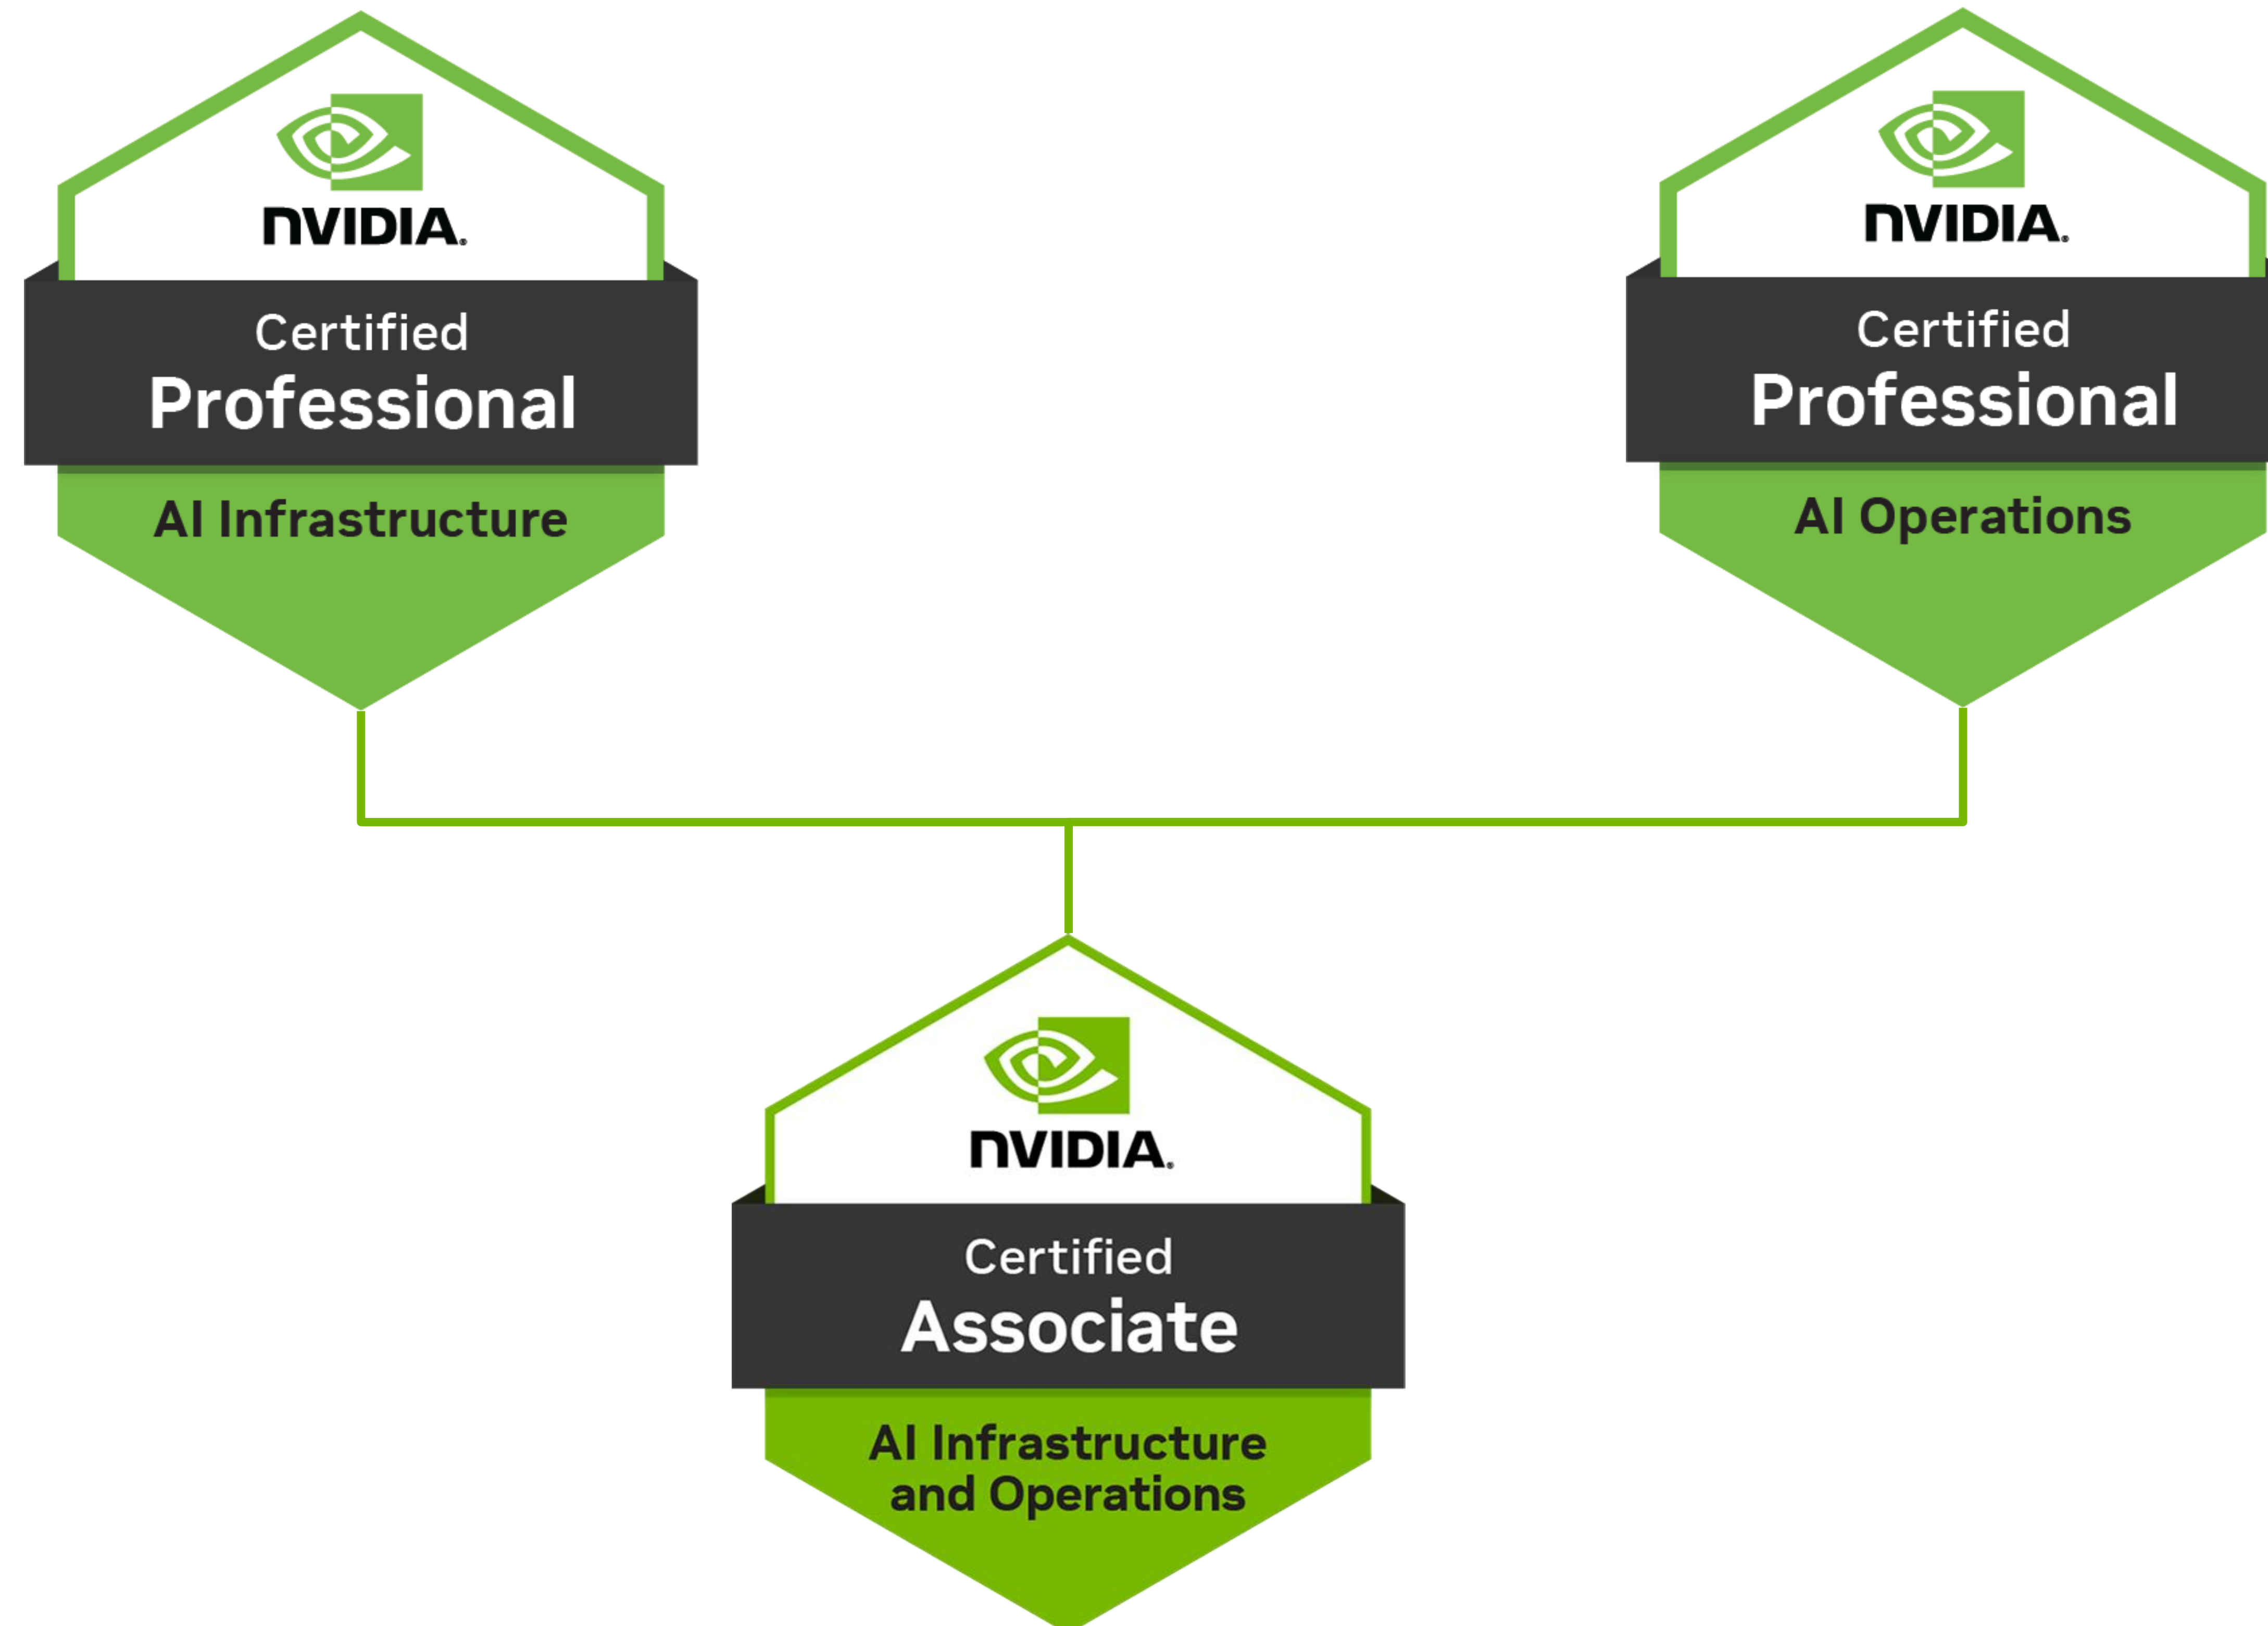 NVIDIA®
Certified
Professional
AI Infrastructure
NVIDIA®
Certified
Professional
AI Operations
NVIDIA®
Certified
Associate
AI Infrastructure
and Operations